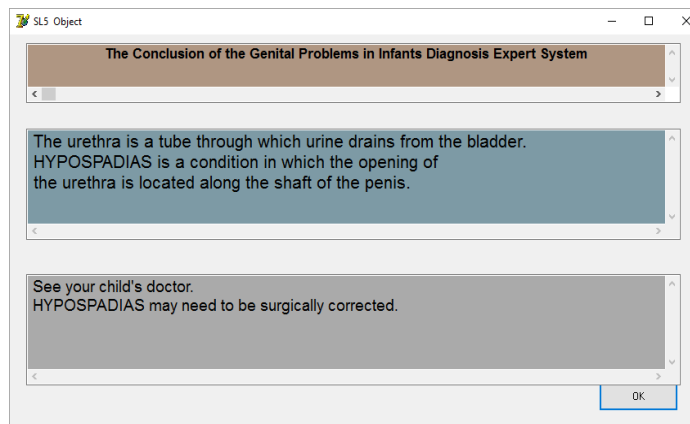 SL5 Object
The Conclusion of the Genital Problems in Infants Diagnosis Expert System
The urethra is a tube through which urine drains from the bladder.
HYPOSPADIAS is a condition in which the opening of
the urethra is located along the shaft of the penis.
See your child's doctor.
HYPOSPADIAS may need to be surgically corrected.
OK